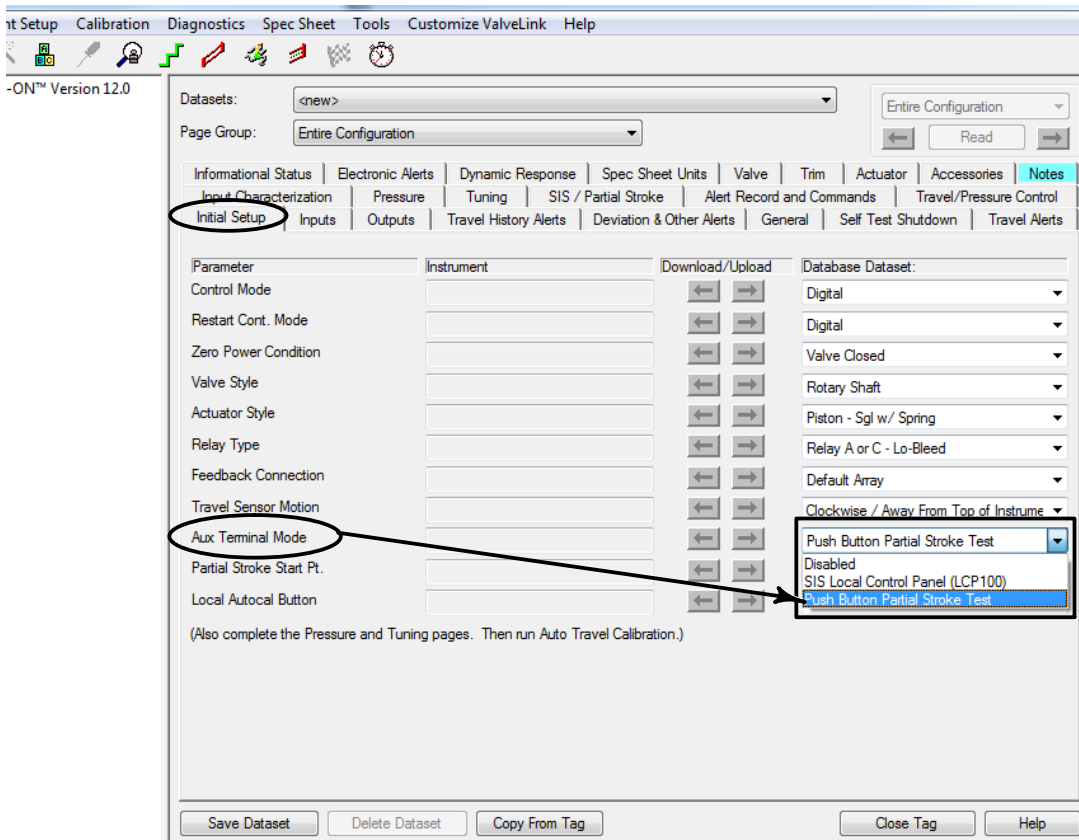 nt Setup Calibration Diagnostics Spec Sheet Tools Customize ValveLink Help
A
BC
-ON™ Version 12.0
Datasets: <new>
Entire Configuration
Page Group: Entire Configuration
Read
Informational Status Electronic Alerts Dynamic Response Spec Sheet Units Valve Trim Actuator Accessories Notes
Input Characterization Pressure Tuning SIS / Partial Stroke Alert Record and Commands Travel/Pressure Control
Initial Setup Inputs Outputs Travel History Alerts Deviation & Other Alerts General Self Test Shutdown Travel Alerts
Parameter Instrument Download/Upload Database Dataset:
Control Mode Digital
Restart Cont. Mode Digital
Zero Power Condition Valve Closed
Valve Style Rotary Shaft
Actuator Style Piston - Sgl w/ Spring
Relay Type Relay A or C - Lo-Bleed
Feedback Connection Default Array
Travel Sensor Motion Clockwise / Away From Top of Instrume
Aux Terminal Mode Push Button Partial Stroke Test
Disabled
Partial Stroke Start Pt. SIS Local Control Panel (LCP100)
Local Autocal Button Push Button Partial Stroke Test
(Also complete the Pressure and Tuning pages. Then run Auto Travel Calibration.)
Save Dataset Delete Dataset Copy From Tag Close Tag Help